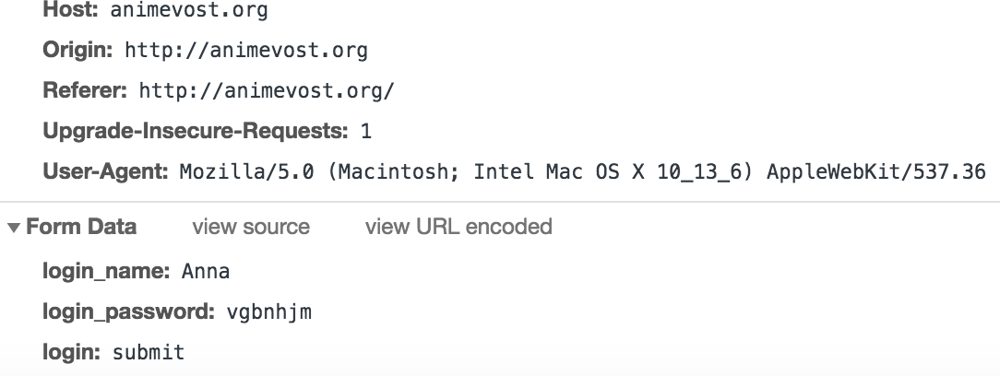 Host: animevost.org
Origin: http://animevost.org
Referer: http://animevost.org/
Upgrade-Insecure-Requests: 1
User-Agent: Mozilla/5.0 (Macintosh; Intel Mac OS X 10_13_6) AppleWebKit/537.36
Form Data view source view URL encoded
login_name: Anna
login_password: vgbnhjm
login: submit